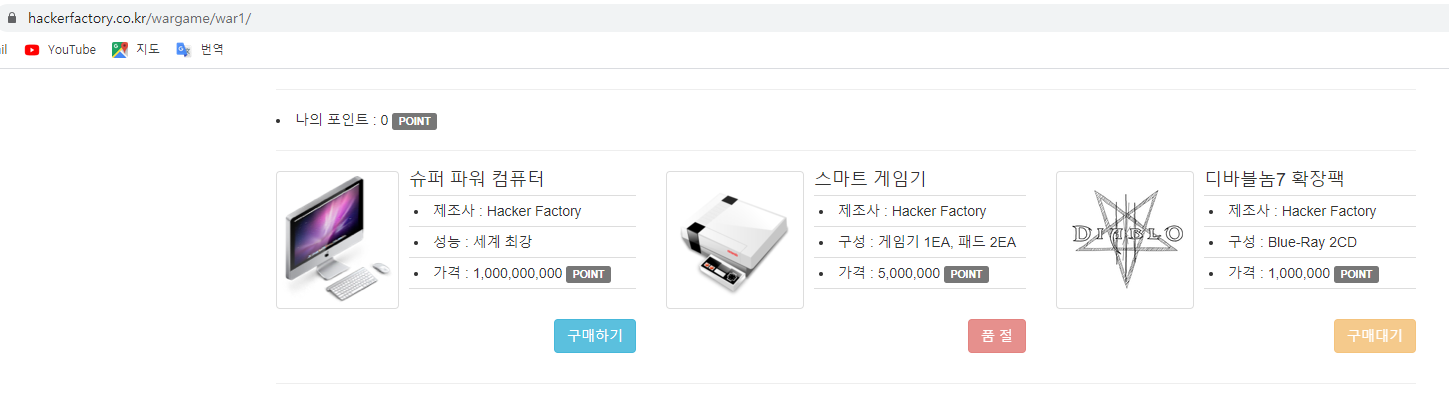 hackerfactory.co.kr/wargame/war1/
il YouTube 지도 번역
나의 포인트 : 0 POINT
슈퍼 파워 컴퓨터
제조사 : Hacker Factory
성능 : 세계 최강
가격 : 1,000,000,000 POINT
구매하기
스마트 게임기
제조사 : Hacker Factory
구성 : 게임기 1EA, 패드 2EA
가격 : 5,000,000 POINT
품 절
DIABLO
디바블놈7 확장팩
제조사 : Hacker Factory
구성 : Blue-Ray 2CD
가격 : 1,000,000 POINT
구매대기